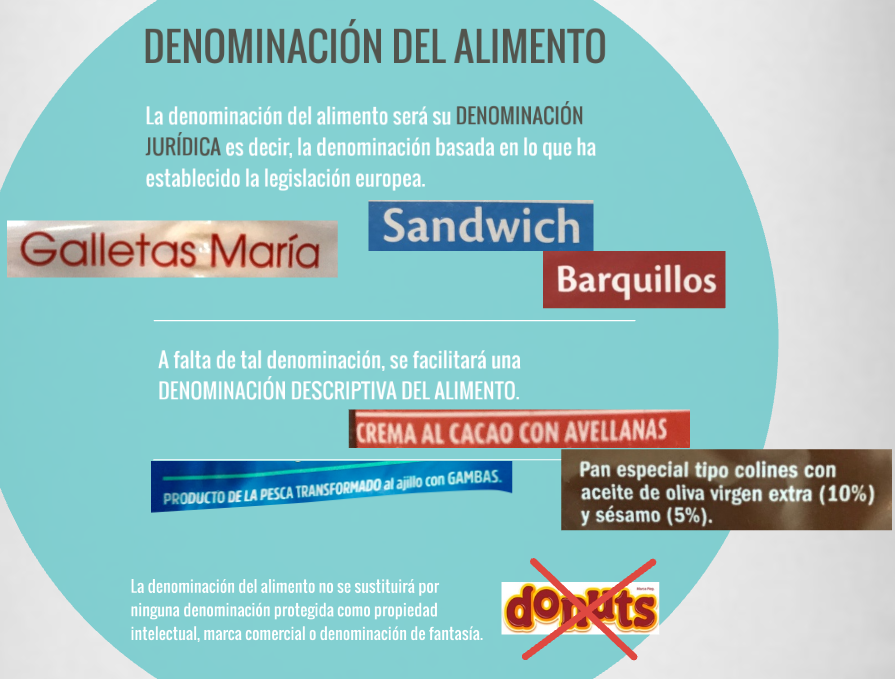 DENOMINACIÓN DEL ALIMENTO
La denominación del alimento será su DENOMINACIÓN
JURÍDICA es decir, la denominación basada en lo que ha
establecido la legislación europea.
Galletas María
Sandwich
Barquillos
A falta de tal denominación, se facilitará una
DENOMINACIÓN DESCRIPTIVA DEL ALIMENTO.
CREMA AL CACAO CON AVELLANAS
PRODUCTO DE LA PESCA TRANSFORMADO al ajillo con GAMBAS.
Pan especial tipo colines con
aceite de oliva virgen extra (10%)
y sésamo (5%).
La denominación del alimento no se sustituirá por
ninguna denominación protegida como propiedad
intelectual, marca comercial o denominación de fantasía.
donuts